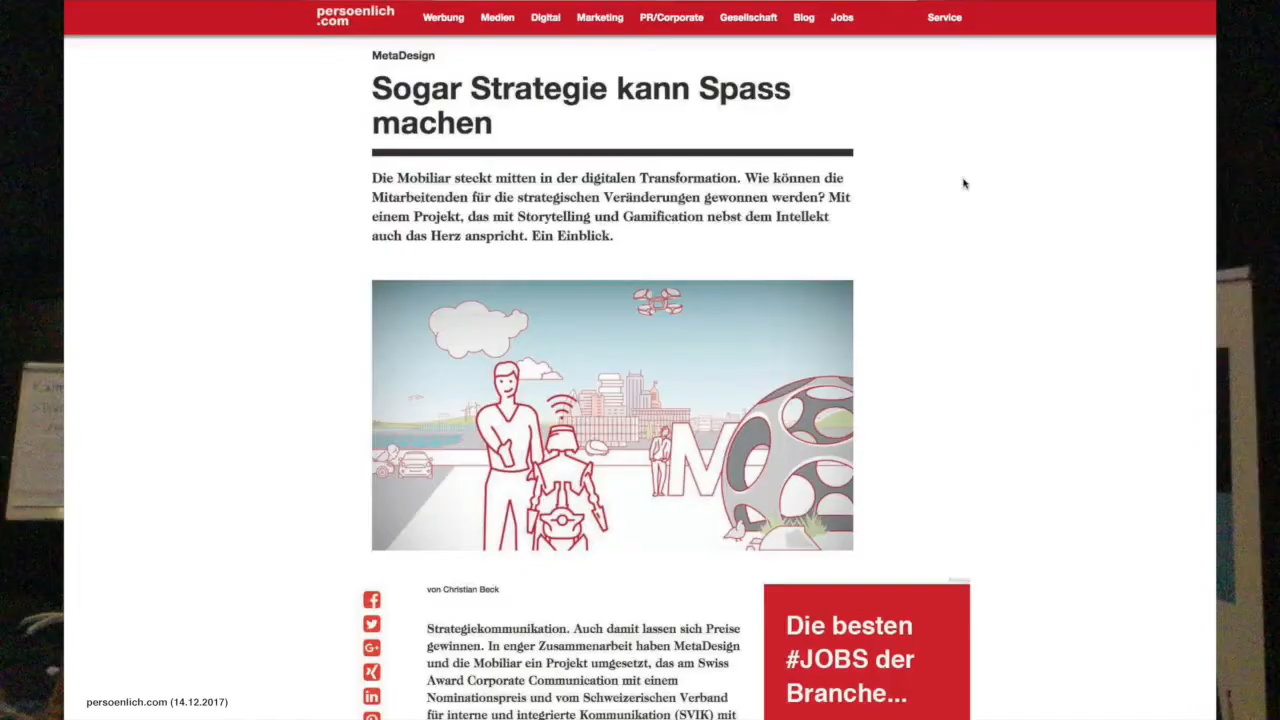 persoenlich
.com
Werbung Medien Digital Marketing PR/Corporate Gesellschaft Blog Jobs Service
MetaDesign
Sogar Strategie kann Spass
machen
Die Mobiliar steckt mitten in der digitalen Transformation. Wie können die
Mitarbeitenden für die strategischen Veränderungen gewonnen werden? Mit
einem Projekt, das mit Storytelling und Gamification nebst dem Intellekt
auch das Herz anspricht. Ein Einblick.
M
von Christian Beck
Strategiekommunikation. Auch damit lassen sich Preise
gewinnen. In enger Zusammenarbeit haben MetaDesign
und die Mobiliar ein Projekt umgesetzt, das am Swiss
Award Corporate Communication mit einem
Nominationspreis und vom Schweizerischen Verband
für interne und integrierte Kommunikation (SVIK) mit
Die besten
#JOBS der
Branche...
persoenlich.com (14.12.2017)